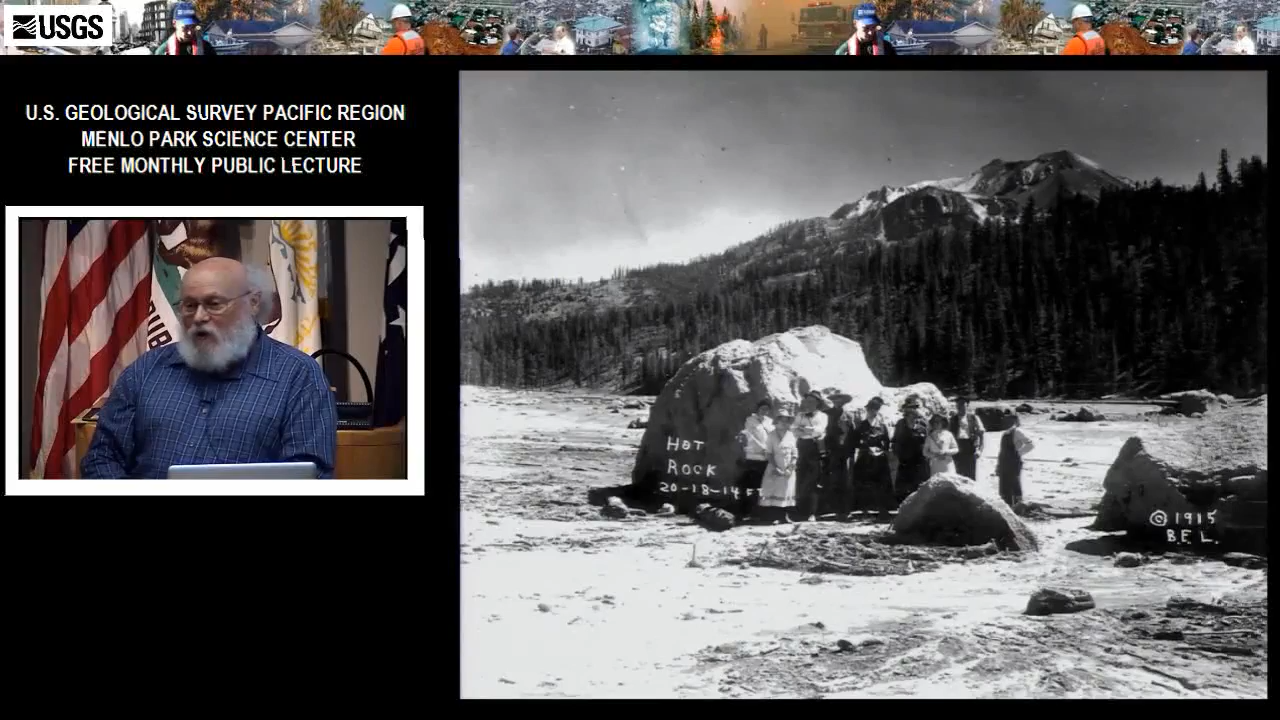 USGS
U.S. GEOLOGICAL SURVEY PACIFIC REGION
MENLO PARK SCIENCE CENTER
FREE MONTHLY PUBLIC LECTURE
HOT
ROCK
20-18-14 FT
© 1915
B.F.L.